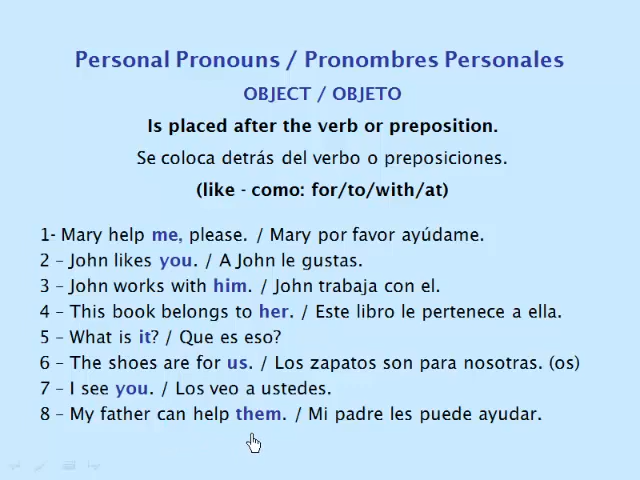 Personal Pronouns / Pronombres Personales
OBJECT / OBJETO
Is placed after the verb or preposition.
Se coloca detrás del verbo o preposiciones.
(like - como: for/to/with/at)
1- Mary help me, please. / Mary por favor ayúdame.
2 – John likes you. / A John le gustas.
3 – John works with him. / John trabaja con el.
4 – This book belongs to her. / Este libro le pertenece a ella.
5 – What is it? / Que es eso?
6 – The shoes are for us. / Los zapatos son para nosotras. (os)
7 – I see you. / Los veo a ustedes.
8 – My father can help them. / Mi padre les puede ayudar.